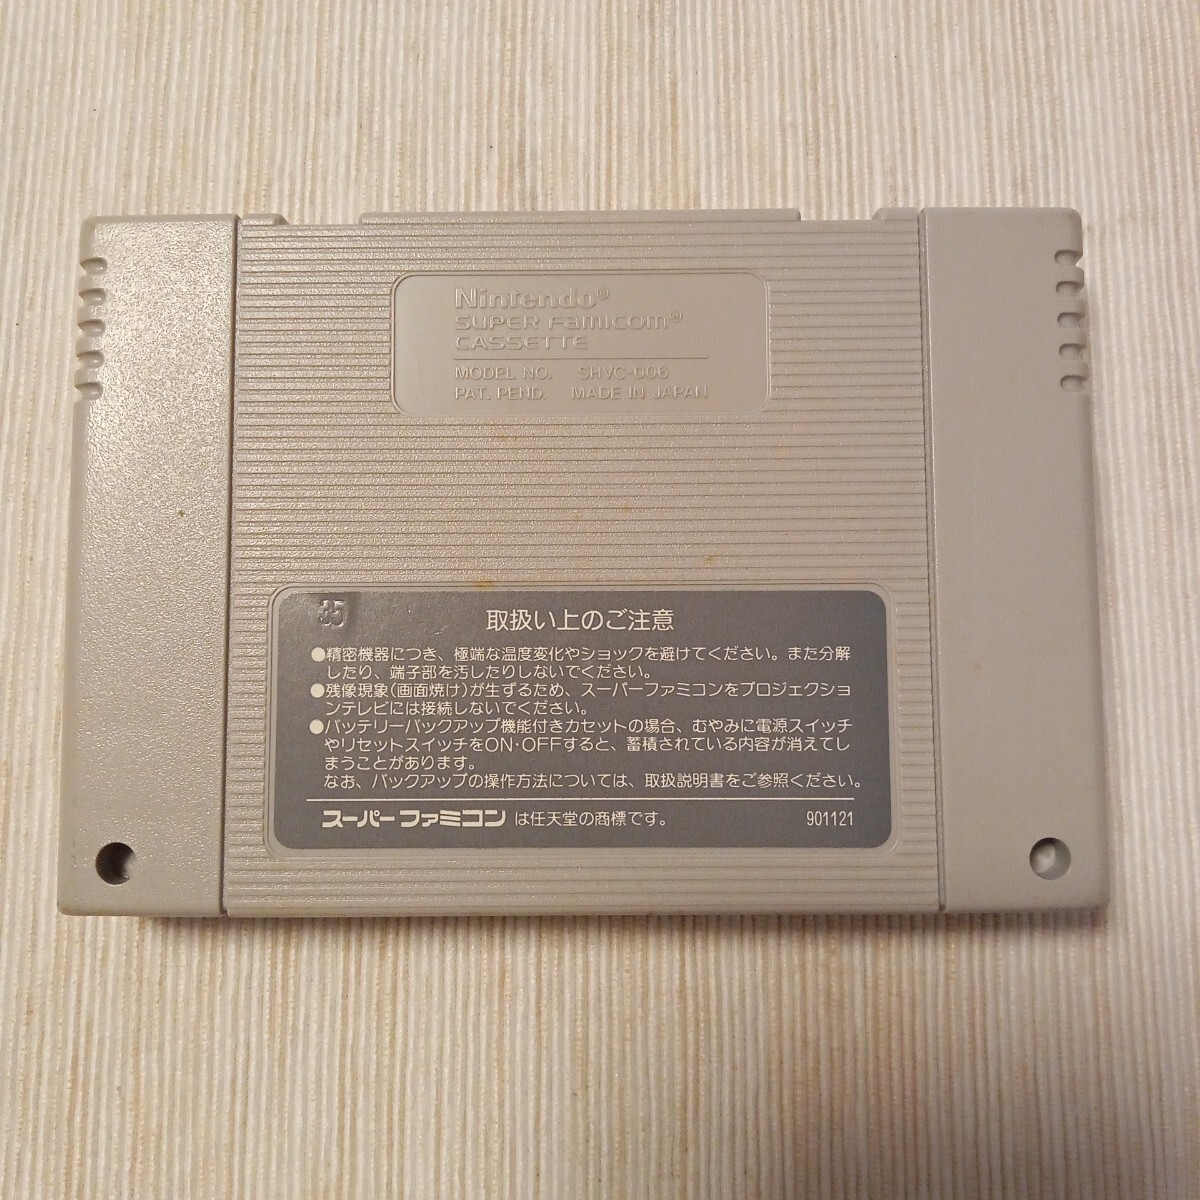 Nintendo®
SUPER FAMICOM®
CASSETTE
MODEL NO. SHVC-006
PAT. PEND. MADE IN JAPAN
35
取扱い上のご注意
●精密機器につき、極端な温度変化やショックを避けてください。また分解
したり、端子部を汚したりしないでください。
●残像現象(画面焼け)が生ずるため、スーパーファミコンをプロジェクショ
ンテレビには接続しないでください。
●バッテリーバックアップ機能付きカセットの場合、むやみに電源スイッチ
やリセットスイッチをON・OFFすると、蓄積されている内容が消えてし
まうことがあります。
なお、バックアップの操作方法については、取扱説明書をご参照ください。
スーパーファミコン は任天堂の商標です。 901121